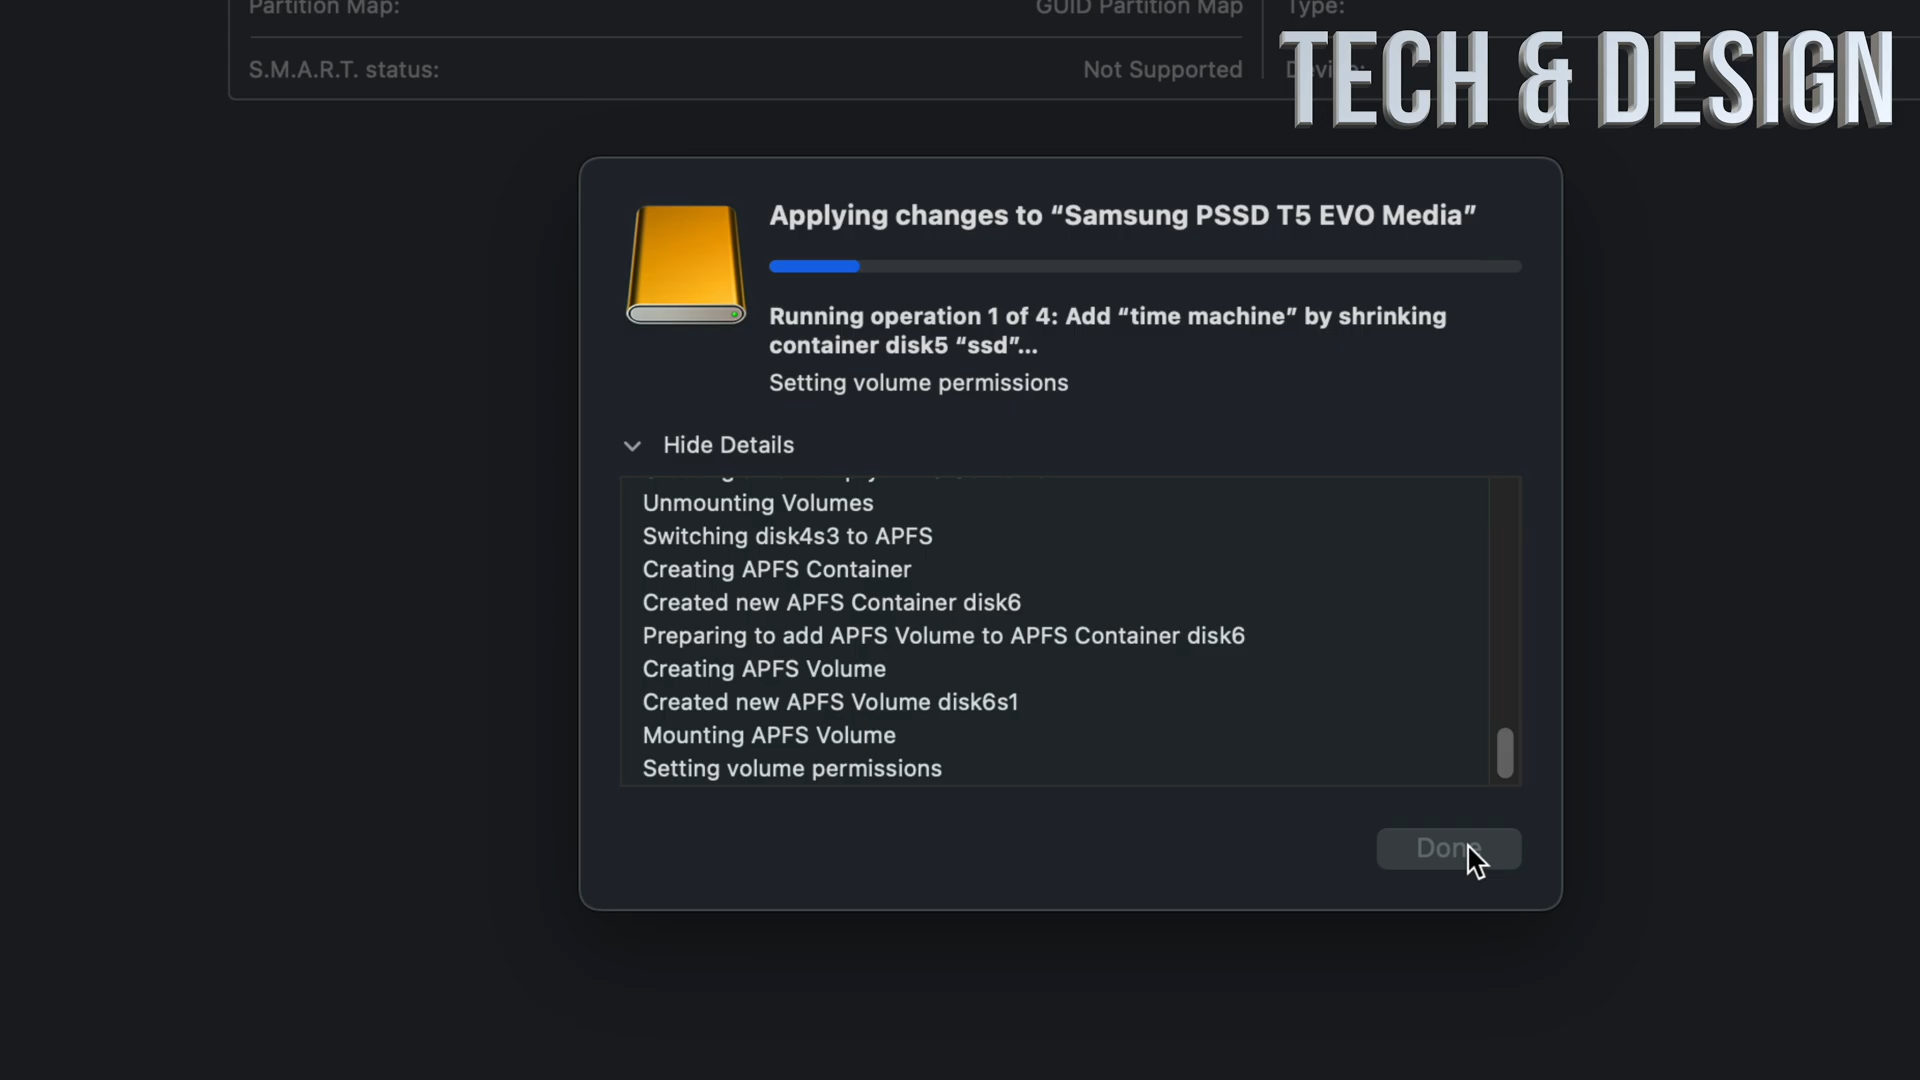 Partition Map:
GUID Partition Map
Type:
S.M.A.R.T. status:
Not Supported
TECH & DESIGN
Applying changes to “Samsung PSSD T5 EVO Media”
Running operation 1 of 4: Add “time machine” by shrinking
container disk5 “ssd”...
Setting volume permissions
Hide Details
Unmounting Volumes
Switching disk4s3 to APFS
Creating APFS Container
Created new APFS Container disk6
Preparing to add APFS Volume to APFS Container disk6
Creating APFS Volume
Created new APFS Volume disk6s1
Mounting APFS Volume
Setting volume permissions
Done